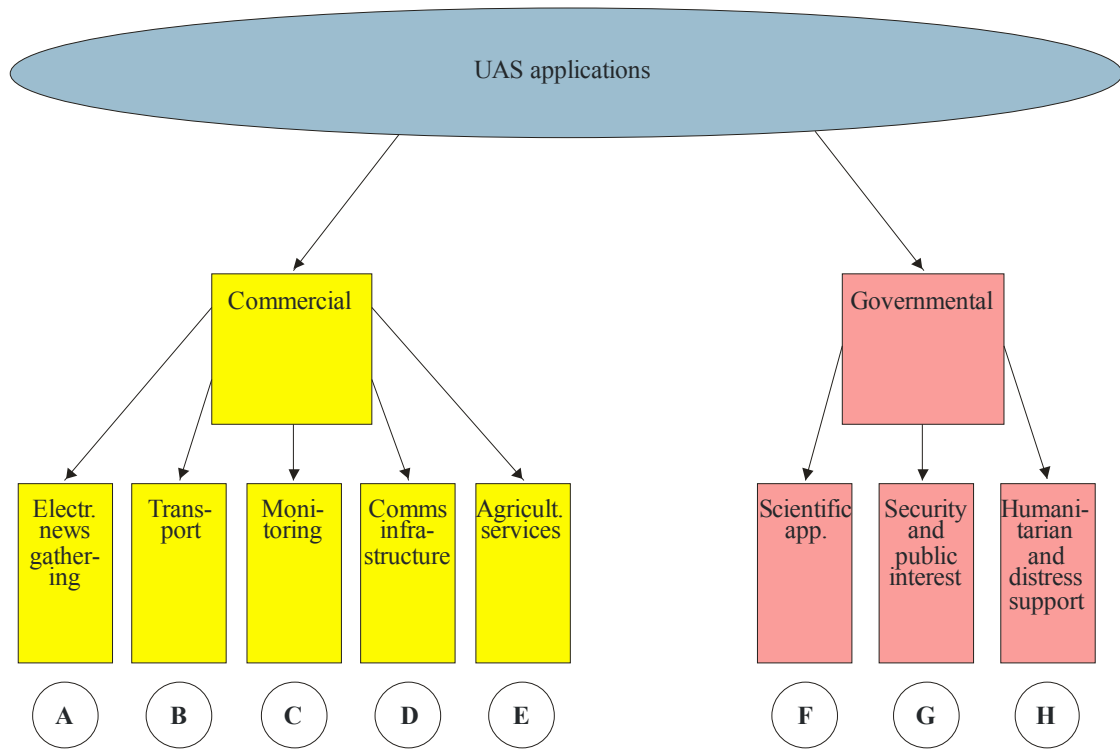 UAS applications
Commercial
Governmental
Electr.
news
gather-
ing
Trans-
port
Moni-
toring
Comms
infra-
structure
Agricult.
services
Scientific
app.
Security
and
public
interest
Humani-
tarian
and
distress
support
A
B
C
D
E
F
G
H